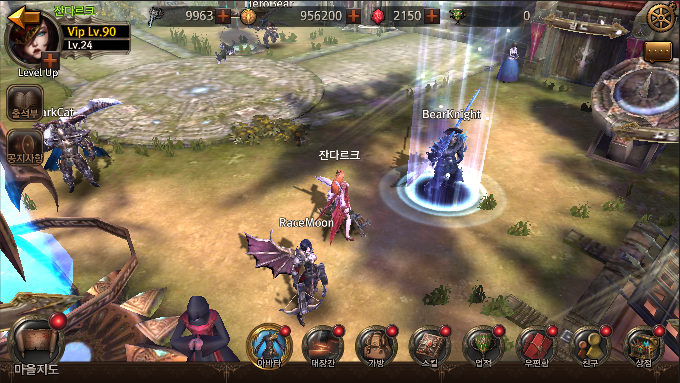 잔다르크
Vip Lv.90
Lv.24
Level Up
9963
956200
2150
0
HeroBear
출석부
arkCat
공지사항
BearKnight
잔다르크
RaceMoon
마을지도
아바타
대장간
가방
스킬
업적
우편함
친구
상점